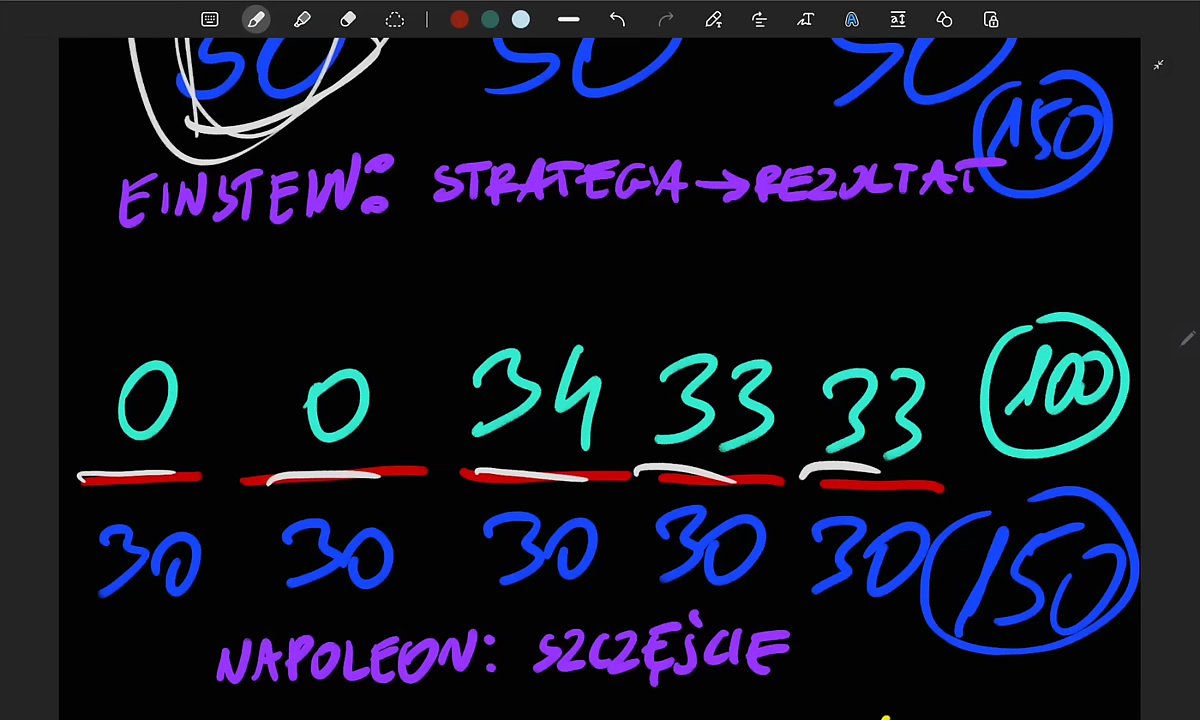 50 50 50 150
EINSTEIN: STRATEGIA → REZULTAT
0 0 34 33 33 100
30 30 30 30 30 150
NAPOLEON: SZCZĘŚCIE